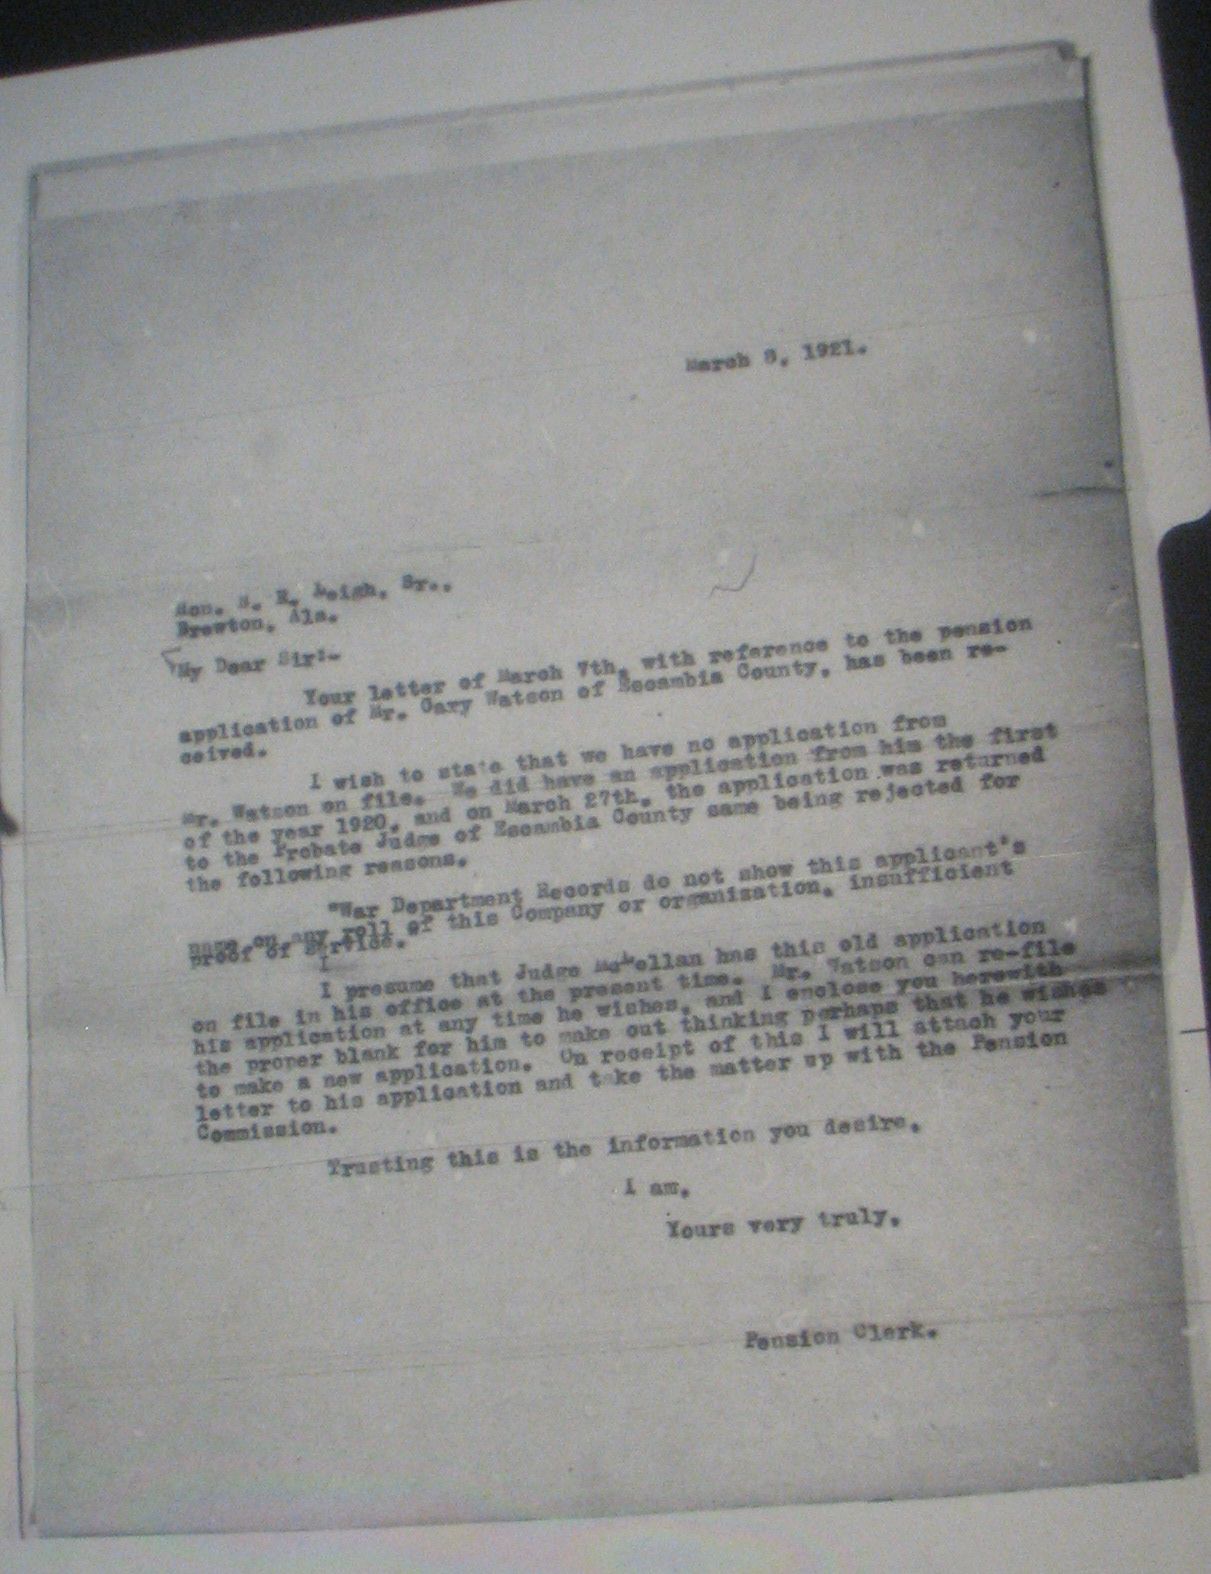 March 8, 1921.
Hon. N. R. Leigh, Sr.,
Brewton, Ala.
My Dear Sir:-
Your letter of March 7th, with reference to the pension
application of Mr. Gary Watson of Escambia County, has been re-
ceived.
I wish to state that we have no application from
Mr. Watson on file. We did have an application from him the first
of the year 1920, and on March 27th, the application was returned
to the Probate Judge of Escambia County same being rejected for
the following reasons.
"War Department Records do not show this applicant's
name on any roll of this Company or organization, insufficient
proof of service.
I
I presume that Judge McLellan has this old application
on file in his office at the present time. Mr. Watson can re-file
his application at any time he wishes, and I enclose you herewith
the proper blank for him to make out thinking perhaps that he wishes
to make a new application. On receipt of this I will attach your
letter to his application and take the matter up with the Pension
Commission.
Trusting this is the information you desire,
I am,
Yours very truly,
Pension Clerk.